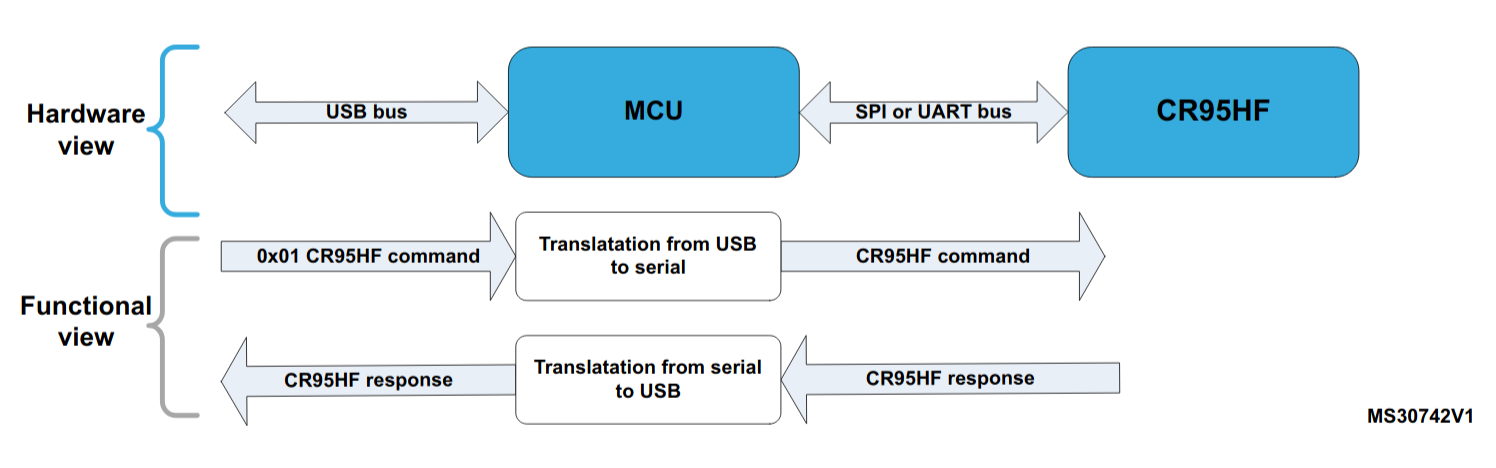 Hardware
view
USB bus
MCU
SPI or UART bus
CR95HF
Functional
view
0x01 CR95HF command
Translatation from USB
to serial
CR95HF command
CR95HF response
Translatation from serial
to USB
CR95HF response
MS30742V1